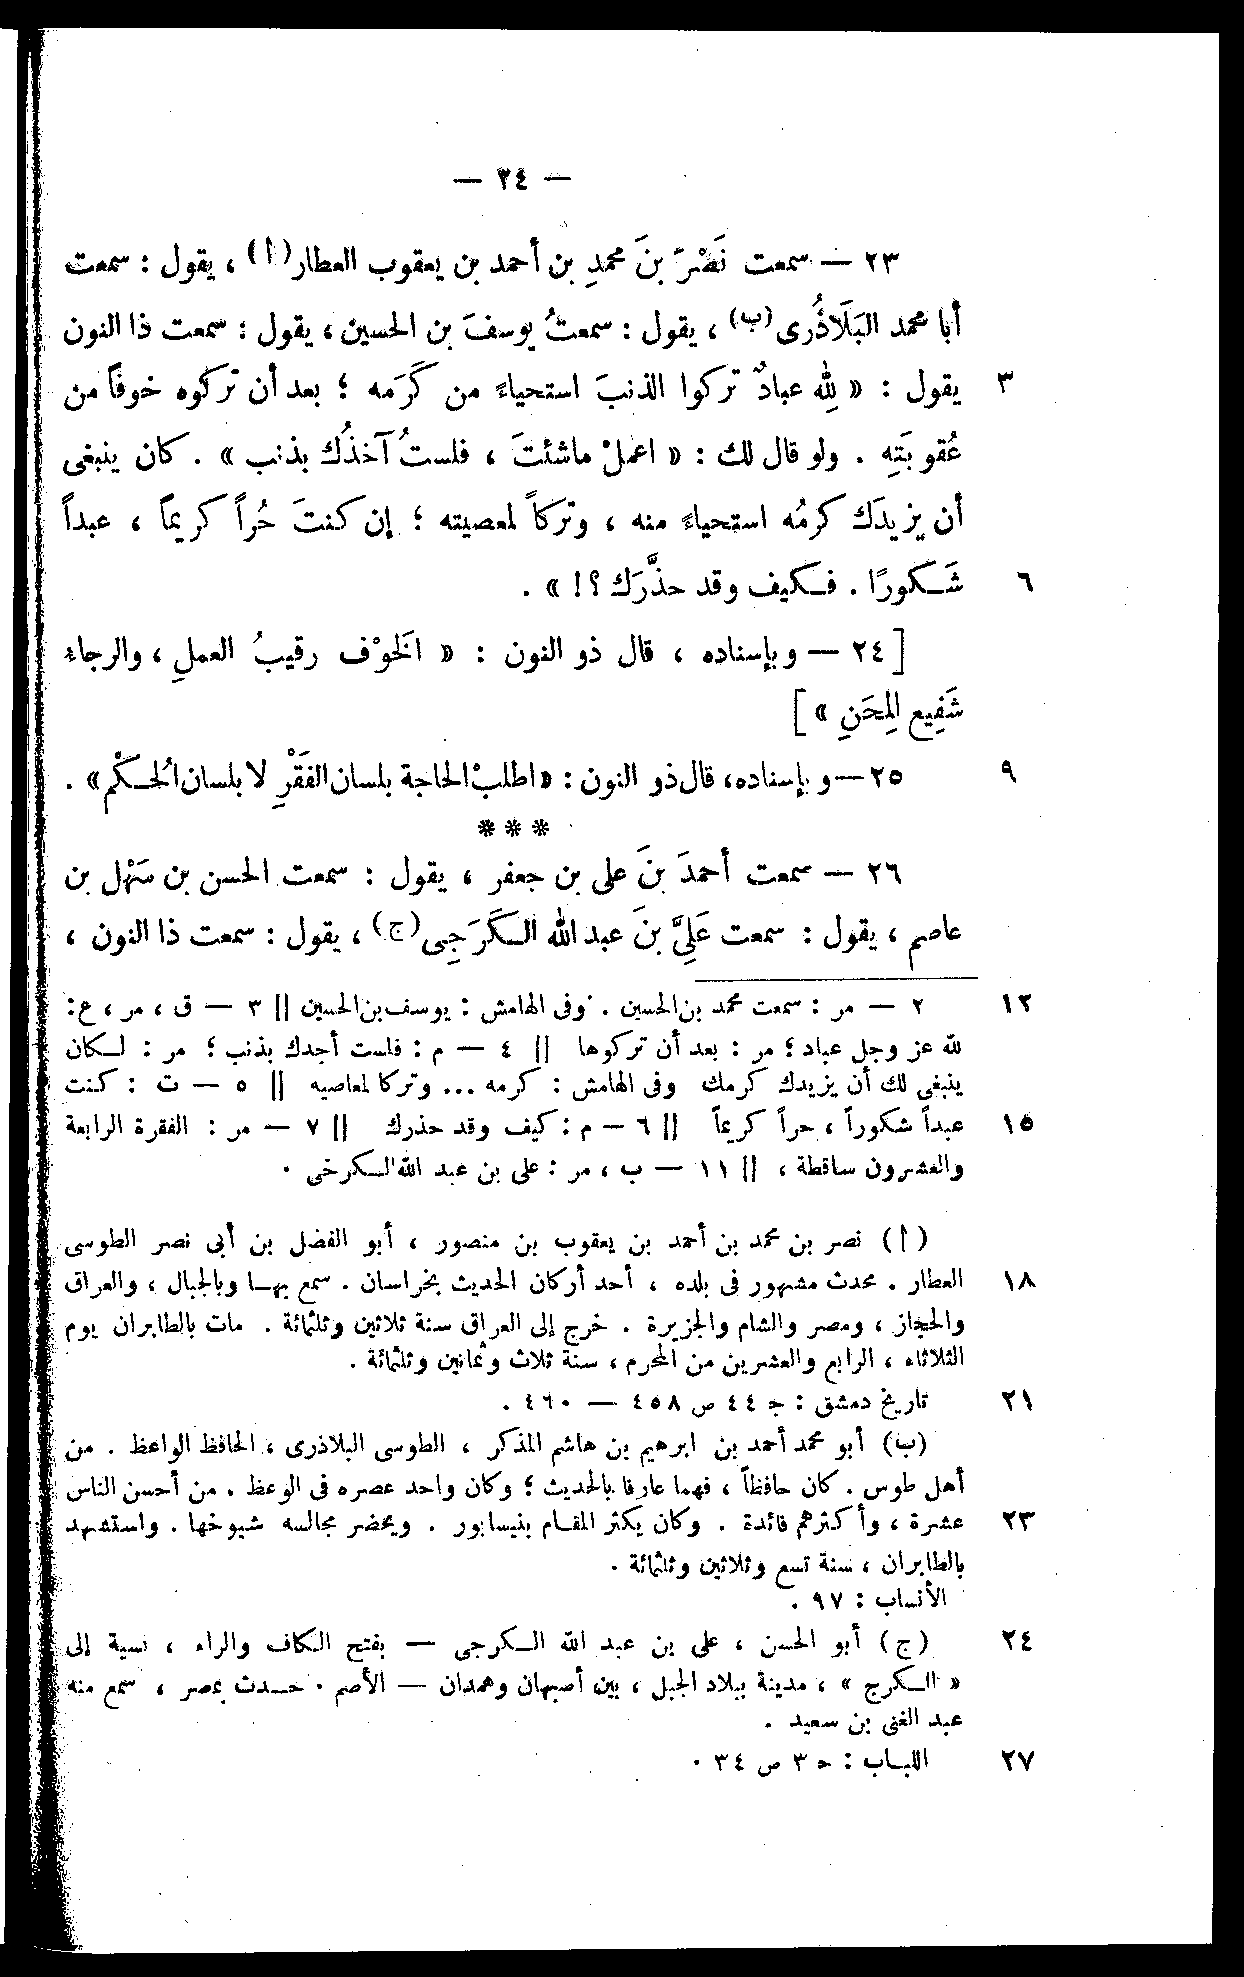 — ٢٤ —
٢٣ — سمعت نَصْرَ بنَ محمدِ بن أحمد بن يعقوب العطار(أ) ، يقول : سمعت
أبا محمد البَلَاذُرى(ب) ، يقول : سمعتُ يوسفَ بن الحسين ، يقول : سمعت ذا النون
٣ يقول : « لِلّٰه عبادٌ تركوا الذنبَ استحياءً من كَرَمه ؛ بعد أن تركوه خوفاً من
عُقوبَتِه . ولو قال لك : « اعملْ ماشئتَ ، فلستُ آخذُك بذنب » . كان ينبغى
أن يزيدَك كرمُه استحياءً منه ، وتركاً لمعصيته ؛ إن كنتَ حُراً كريماً ، عبداً
٦ شَكورًا . فكيف وقد حذَّرَك ؟! » .
[ ٢٤ — وبإسناده ، قال ذو النون : « الَخوْف رقيبُ العملِ ، والرجاء
شَفِيع المِحَنِ » ]
٩ ٢٥ — وبإسناده، قال ذو النون : « اطلبْ الحاجة بلسان الفَقْرِ لا بلسان الُحكْم » .
* * *
٢٦ — سمعت أحمدَ بنَ على بن جعفر ، يقول : سمعت الحسن بن سَهْل بن
عاصم ، يقول : سمعت عَلِيَّ بنَ عبد الله الكَرَجِى(ج) ، يقول : سمعت ذا النون ،
١٢ ٢ — مر : سمعت محمد بن الحسين . وفى الهامش : يوسف بن الحسين || ٣ — ق ، مر ، ع :
لله عز وجل عباد ؛ مر : بعد أن تركوها || ٤ — م : فلست أجدك بذنب ؛ مر : لكان
ينبغى لك أن يزيدك كرمك وفى الهامش : كرمه ... وتركا لمعاصيه || ٥ — ت : كنت
١٥ عبداً شكوراً ، حراً كريماً || ٦ — م : كيف وقد حذرك || ٧ — مر : الفقرة الرابعة
والعشرون ساقطة ، || ١١ — ب ، مر : على بن عبد الله الكرخى .
(أ) نصر بن محمد بن أحمد بن يعقوب بن منصور ، أبو الفضل بن أبى نصر الطوسى
١٨ العطار . محدث مشهور فى بلده ، أحد أركان الحديث بخراسان . سمع بها وبالجبال ، والعراق
والحجاز ، ومصر والشام والجزيرة . خرج إلى العراق سنة ثلاثين وثلثمائة . مات بالطابران يوم
الثلاثاء ، الرابع والعشرين من المحرم ، سنة ثلاث وثمانين وثلثمائة .
٢١ تاريخ دمشق : ج ٤٤ ص ٤٥٨ — ٤٦٠ .
(ب) أبو محمد أحمد بن ابرهيم بن هاشم المذكر ، الطوسى البلاذرى ، الحافظ الواعظ . من
أهل طوس . كان حافظاً ، فهما عارفا بالحديث ؛ وكان واحد عصره فى الوعظ . من أحسن الناس
٢٣ عشرة ، وأكثرهم فائدة . وكان يكثر المقام بنيسابور . ويحضر مجالسه شيوخها . واستشهد
بالطابران ، سنة تسع وثلاثين وثلثمائة .
الأنساب : ٩٧ .
٢٤ (ج) أبو الحسن ، على بن عبد الله الكرجى — بفتح الكاف والراء ، نسبة إلى
« الكرج » ، مدينة ببلاد الجبل ، بين أصبهان وهمدان — الأصم . حدث بمصر ، سمع منه
عبد الغنى بن سعيد .
٢٧ اللباب : ح ٣ ص ٣٤ .